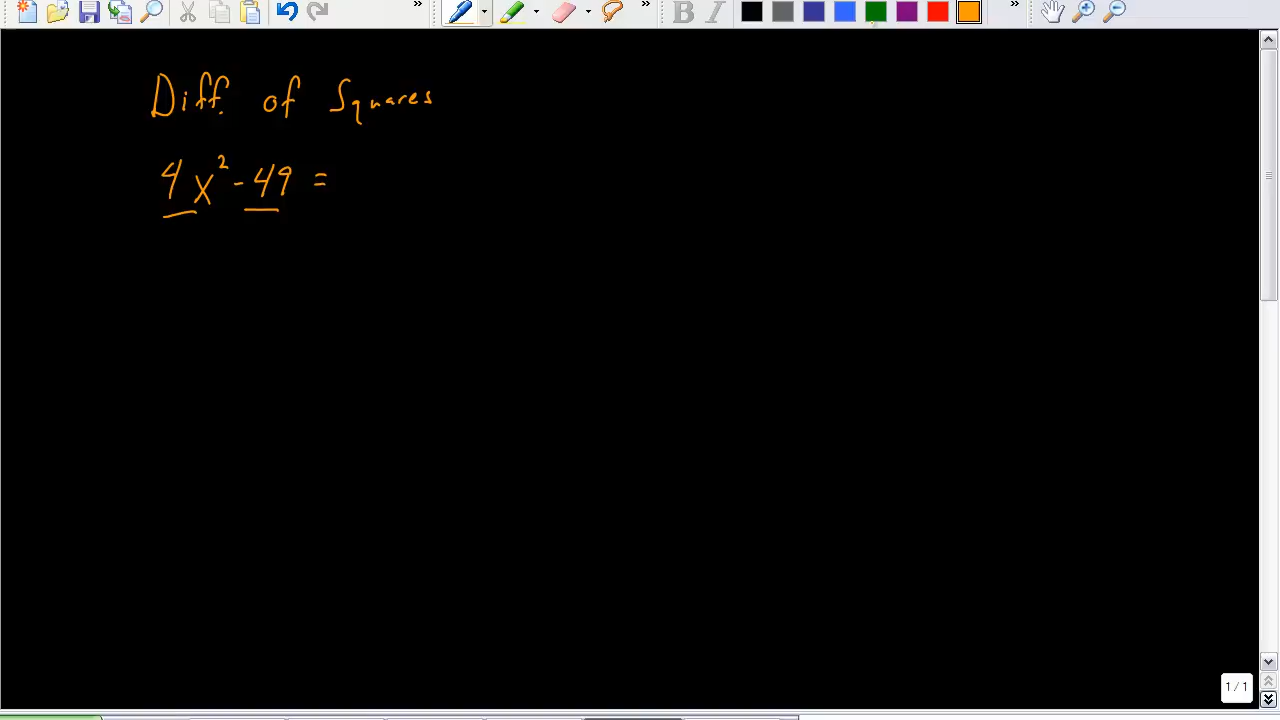 B I
Diff. of Squares
4x² - 49 =
1 / 1